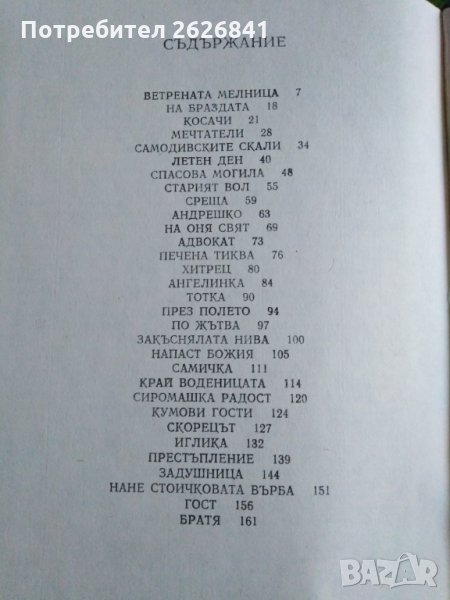 Потребител 2626841
СЪДЪРЖАНИЕ
ВЕТРЕНАТА МЕЛНИЦА 7
НА БРАЗДАТА 18
КОСАЧИ 21
МЕЧТАТЕЛИ 28
САМОДИВСКИТЕ СКАЛИ 34
ЛЕТЕН ДЕН 40
СПАСОВА МОГИЛА 48
СТАРИЯТ ВОЛ 55
СРЕЩА 59
АНДРЕШКО 63
НА ОНЯ СВЯТ 69
АДВОКАТ 73
ПЕЧЕНА ТИКВА 76
ХИТРЕЦ 80
АНГЕЛИНКА 84
ТОТКА 90
ПРЕЗ ПОЛЕТО 94
ПО ЖЪТВА 97
ЗАКЪСНЯЛАТА НИВА 100
НАПАСТ БОЖИЯ 105
САМИЧКА 111
КРАЙ ВОДЕНИЦАТА 114
СИРОМАШКА РАДОСТ 120
КУМОВИ ГОСТИ 124
СКОРЕЦЪТ 127
ИГЛИКА 132
ПРЕСТЪПЛЕНИЕ 139
ЗАДУШНИЦА 144
НАНЕ СТОИЧКОВАТА ВЪРБА 151
ГОСТ 156
БРАТЯ 161
BAZAR